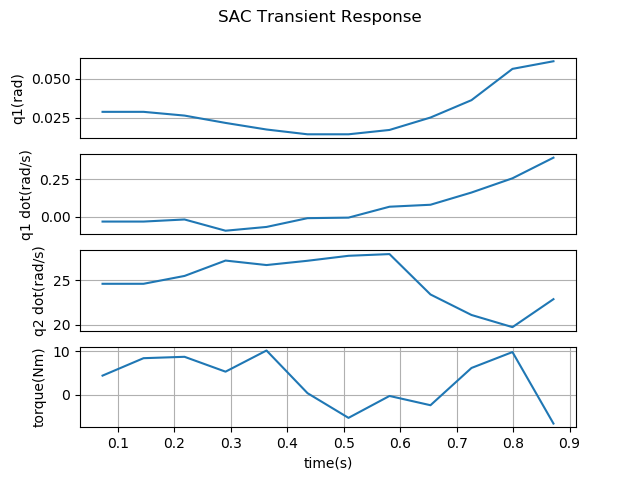 SAC Transient Response
q1(rad)
0.050
0.025
q1 dot(rad/s)
0.25
0.00
q2 dot(rad/s)
25
20
torque(Nm)
10
0
0.1 0.2 0.3 0.4 0.5 0.6 0.7 0.8 0.9
time(s)